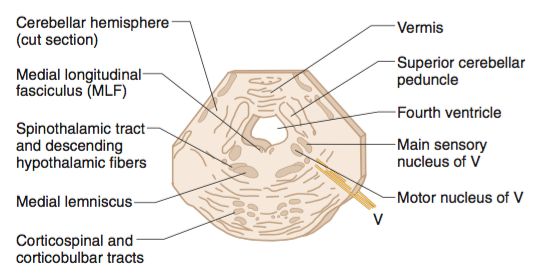 Cerebellar hemisphere
(cut section)
Medial longitudinal
fasciculus (MLF)
Spinothalamic tract
and descending
hypothalamic fibers
Medial lemniscus
Corticospinal and
corticobulbar tracts
Vermis
Superior cerebellar
peduncle
Fourth ventricle
Main sensory
nucleus of V
Motor nucleus of V
V